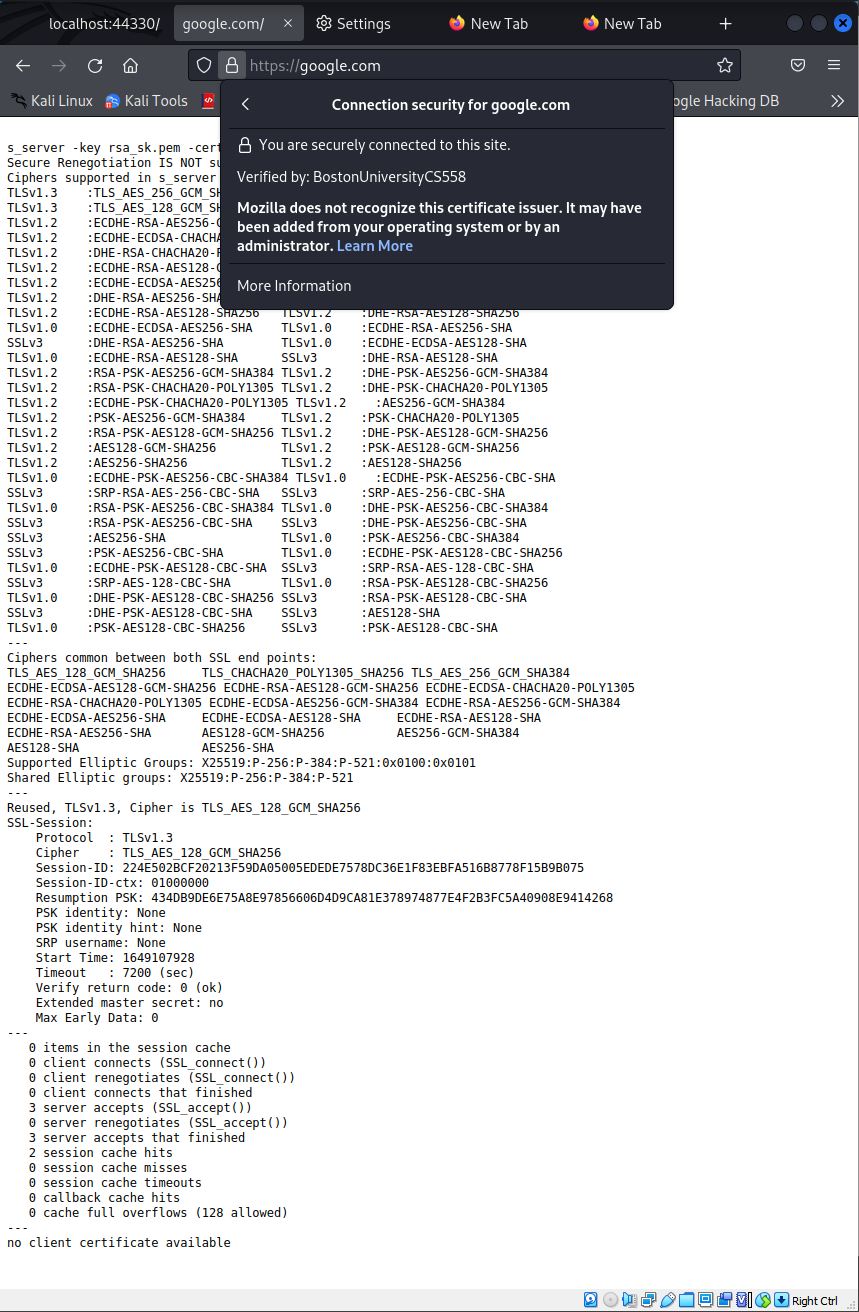 localhost:44330/ google.com/ × Settings New Tab New Tab +
https://google.com
Kali Linux Kali Tools ogle Hacking DB
Connection security for google.com
You are securely connected to this site.
Verified by: BostonUniversityCS558
Mozilla does not recognize this certificate issuer. It may have
been added from your operating system or by an
administrator. Learn More
More Information
s_server -key rsa_sk.pem -cert
Secure Renegotiation IS NOT su
Ciphers supported in s_server
TLSv1.3    :TLS_AES_256_GCM_SH
TLSv1.3    :TLS_AES_128_GCM_SH
TLSv1.2    :ECDHE-RSA-AES256-G
TLSv1.2    :ECDHE-ECDSA-CHACHA
TLSv1.2    :DHE-RSA-CHACHA20-P
TLSv1.2    :ECDHE-RSA-AES128-G
TLSv1.2    :ECDHE-ECDSA-AES256
TLSv1.2    :DHE-RSA-AES256-SHA
TLSv1.2    :ECDHE-RSA-AES128-SHA256   TLSv1.2    :DHE-RSA-AES128-SHA256
TLSv1.0    :ECDHE-ECDSA-AES256-SHA    TLSv1.0    :ECDHE-RSA-AES256-SHA
SSLv3      :DHE-RSA-AES256-SHA        TLSv1.0    :ECDHE-ECDSA-AES128-SHA
TLSv1.0    :ECDHE-RSA-AES128-SHA      SSLv3      :DHE-RSA-AES128-SHA
TLSv1.2    :RSA-PSK-AES256-GCM-SHA384 TLSv1.2    :DHE-PSK-AES256-GCM-SHA384
TLSv1.2    :RSA-PSK-CHACHA20-POLY1305 TLSv1.2    :DHE-PSK-CHACHA20-POLY1305
TLSv1.2    :ECDHE-PSK-CHACHA20-POLY1305 TLSv1.2    :AES256-GCM-SHA384
TLSv1.2    :PSK-AES256-GCM-SHA384     TLSv1.2    :PSK-CHACHA20-POLY1305
TLSv1.2    :RSA-PSK-AES128-GCM-SHA256 TLSv1.2    :DHE-PSK-AES128-GCM-SHA256
TLSv1.2    :AES128-GCM-SHA256         TLSv1.2    :PSK-AES128-GCM-SHA256
TLSv1.2    :AES256-SHA256             TLSv1.2    :AES128-SHA256
TLSv1.0    :ECDHE-PSK-AES256-CBC-SHA384 TLSv1.0    :ECDHE-PSK-AES256-CBC-SHA
SSLv3      :SRP-RSA-AES-256-CBC-SHA   SSLv3      :SRP-AES-256-CBC-SHA
TLSv1.0    :RSA-PSK-AES256-CBC-SHA384 TLSv1.0    :DHE-PSK-AES256-CBC-SHA384
SSLv3      :RSA-PSK-AES256-CBC-SHA    SSLv3      :DHE-PSK-AES256-CBC-SHA
SSLv3      :AES256-SHA                TLSv1.0    :PSK-AES256-CBC-SHA384
SSLv3      :PSK-AES256-CBC-SHA        TLSv1.0    :ECDHE-PSK-AES128-CBC-SHA256
TLSv1.0    :ECDHE-PSK-AES128-CBC-SHA  SSLv3      :SRP-RSA-AES-128-CBC-SHA
SSLv3      :SRP-AES-128-CBC-SHA       TLSv1.0    :RSA-PSK-AES128-CBC-SHA256
TLSv1.0    :DHE-PSK-AES128-CBC-SHA256 SSLv3      :RSA-PSK-AES128-CBC-SHA
SSLv3      :DHE-PSK-AES128-CBC-SHA    SSLv3      :AES128-SHA
TLSv1.0    :PSK-AES128-CBC-SHA256     SSLv3      :PSK-AES128-CBC-SHA
---
Ciphers common between both SSL end points:
TLS_AES_128_GCM_SHA256     TLS_CHACHA20_POLY1305_SHA256 TLS_AES_256_GCM_SHA384
ECDHE-ECDSA-AES128-GCM-SHA256 ECDHE-RSA-AES128-GCM-SHA256 ECDHE-ECDSA-CHACHA20-POLY1305
ECDHE-RSA-CHACHA20-POLY1305 ECDHE-ECDSA-AES256-GCM-SHA384 ECDHE-RSA-AES256-GCM-SHA384
ECDHE-ECDSA-AES256-SHA     ECDHE-ECDSA-AES128-SHA     ECDHE-RSA-AES128-SHA
ECDHE-RSA-AES256-SHA       AES128-GCM-SHA256          AES256-GCM-SHA384
AES128-SHA                 AES256-SHA
Supported Elliptic Groups: X25519:P-256:P-384:P-521:0x0100:0x0101
Shared Elliptic groups: X25519:P-256:P-384:P-521
---
Reused, TLSv1.3, Cipher is TLS_AES_128_GCM_SHA256
SSL-Session:
    Protocol  : TLSv1.3
    Cipher    : TLS_AES_128_GCM_SHA256
    Session-ID: 224E502BCF20213F59DA05005EDEDE7578DC36E1F83EBFA516B8778F15B9B075
    Session-ID-ctx: 01000000
    Resumption PSK: 434DB9DE6E75A8E97856606D4D9CA81E378974877E4F2B3FC5A40908E9414268
    PSK identity: None
    PSK identity hint: None
    SRP username: None
    Start Time: 1649107928
    Timeout   : 7200 (sec)
    Verify return code: 0 (ok)
    Extended master secret: no
    Max Early Data: 0
---
   0 items in the session cache
   0 client connects (SSL_connect())
   0 client renegotiates (SSL_connect())
   0 client connects that finished
   3 server accepts (SSL_accept())
   0 server renegotiates (SSL_accept())
   3 server accepts that finished
   2 session cache hits
   0 session cache misses
   0 session cache timeouts
   0 callback cache hits
   0 cache full overflows (128 allowed)
---
no client certificate available
Right Ctrl